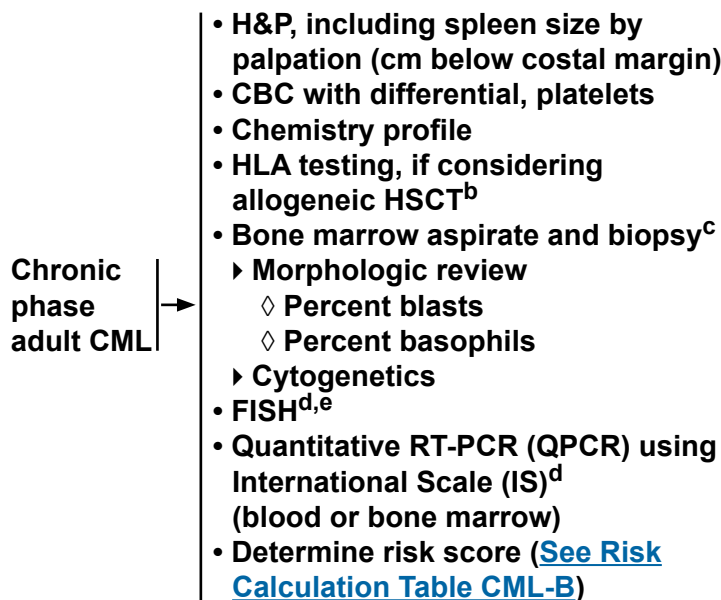 Chronic
phase
adult CML
• H&P, including spleen size by
palpation (cm below costal margin)
• CBC with differential, platelets
• Chemistry profile
• HLA testing, if considering
allogeneic HSCTb
• Bone marrow aspirate and biopsyc
▸ Morphologic review
◊ Percent blasts
◊ Percent basophils
▸ Cytogenetics
• FISHd,e
• Quantitative RT-PCR (QPCR) using
International Scale (IS)d
(blood or bone marrow)
• Determine risk score (See Risk
Calculation Table CML-B)